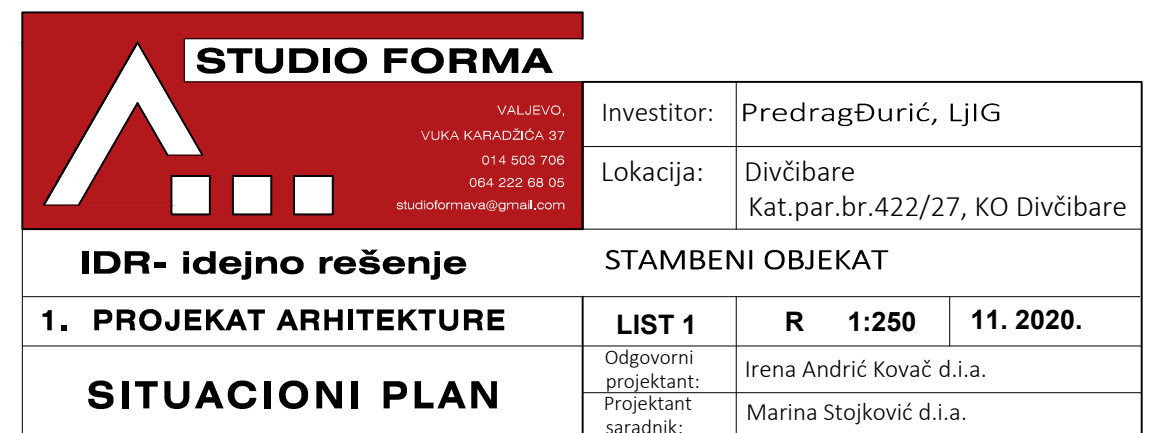 STUDIO FORMA
VALJEVO,
VUKA KARADŽIĆA 37
014 503 706
064 222 68 05
studioformava@gmail.com
Investitor: PredragĐurić, LjIG
Lokacija: Divčibare
Kat.par.br.422/27, KO Divčibare
IDR- idejno rešenje STAMBENI OBJEKAT
1. PROJEKAT ARHITEKTURE LIST 1 R 1:250 11. 2020.
SITUACIONI PLAN
Odgovorni
projektant: Irena Andrić Kovač d.i.a.
Projektant
saradnik: Marina Stojković d.i.a.